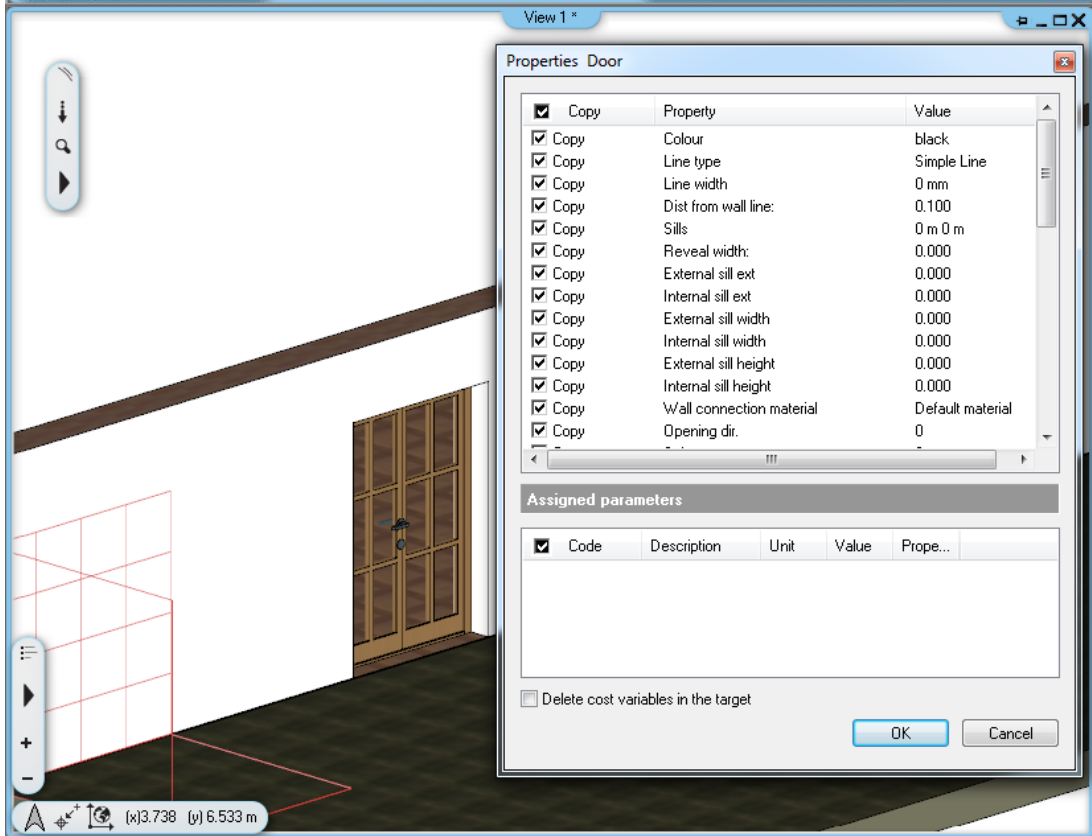 View 1 *
Properties Door
Copy Property Value
Copy Colour black
Copy Line type Simple Line
Copy Line width 0 mm
Copy Dist from wall line: 0.100
Copy Sills 0 m 0 m
Copy Reveal width: 0.000
Copy External sill ext 0.000
Copy Internal sill ext 0.000
Copy External sill width 0.000
Copy Internal sill width 0.000
Copy External sill height 0.000
Copy Internal sill height 0.000
Copy Wall connection material Default material
Copy Opening dir. 0
Assigned parameters
Code Description Unit Value Prope...
Delete cost variables in the target
OK Cancel
(x)3.738 (y) 6.533 m